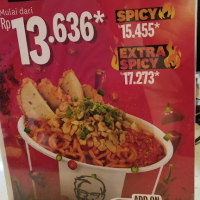 Mulai dari
Rp 13.636*
SPICY
15.455*
EXTRA
SPICY
17.273*
ADD ON